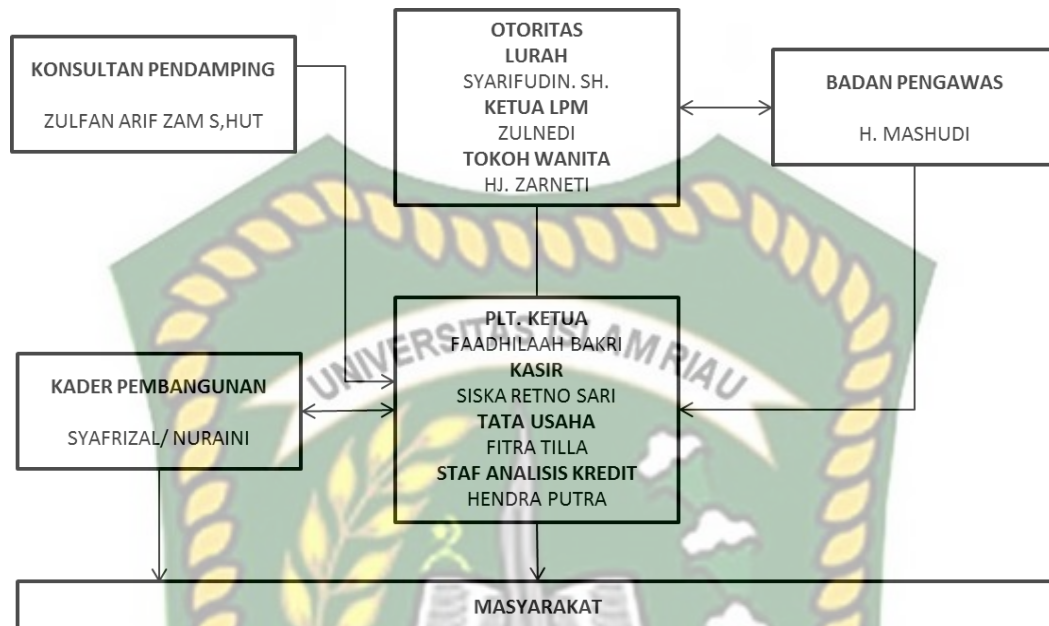 KONSULTAN PENDAMPING
ZULFAN ARIF ZAM S,HUT
OTORITAS
LURAH
SYARIFUDIN. SH.
KETUA LPM
ZULNEDI
TOKOH WANITA
HJ. ZARNETI
BADAN PENGAWAS
H. MASHUDI
UNIVERSITAS ISLAM RIAU
KADER PEMBANGUNAN
SYAFRIZAL/ NURAINI
PLT. KETUA
FAADHILAAH BAKRI
KASIR
SISKA RETNO SARI
TATA USAHA
FITRA TILLA
STAF ANALISIS KREDIT
HENDRA PUTRA
MASYARAKAT